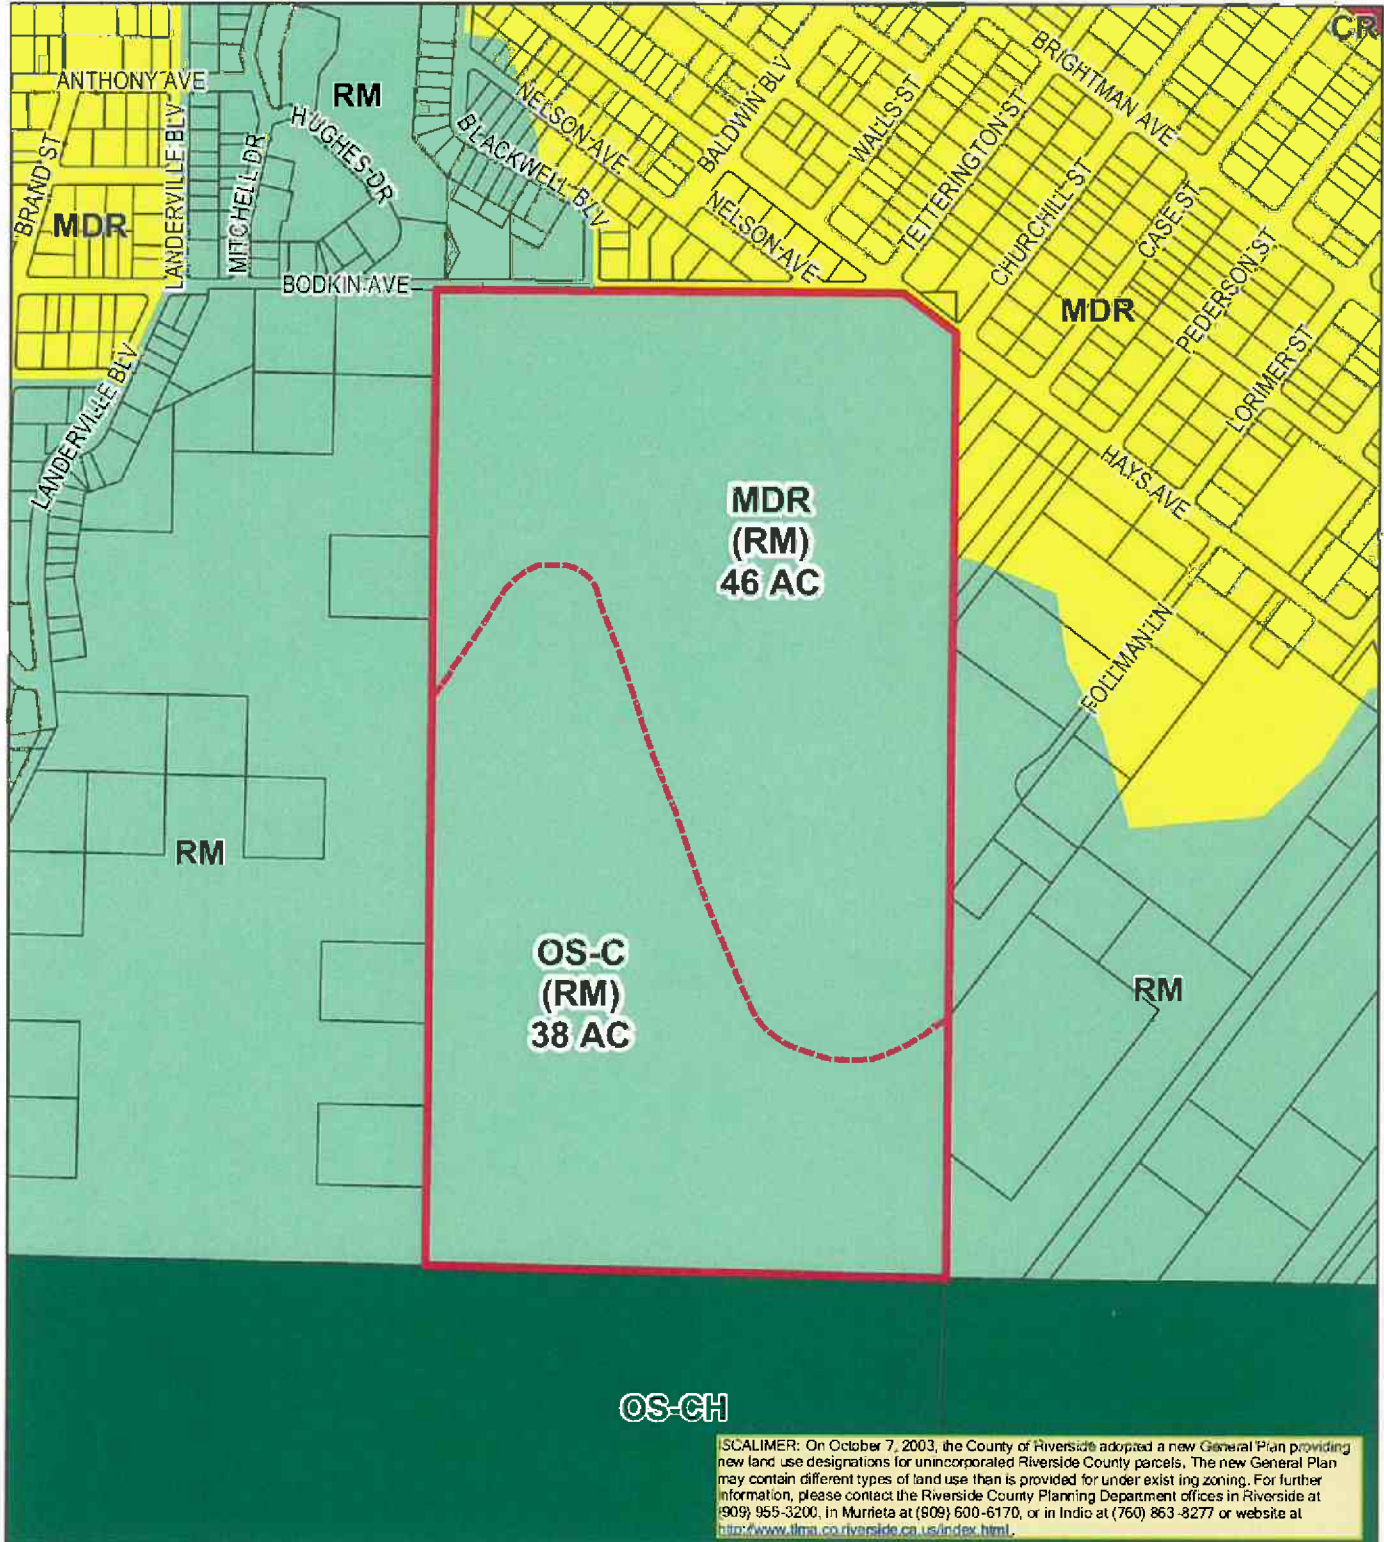 CR
BRIGHTMAN AVE
ANTHONY AVE
RM
NELSON AVE
BALDWIN BLV
WALLS ST
TETTERINGTON ST
LANDERVILLE BLV
HUGHES DR
BLACKWELL BLV
BRAND ST
MITCHELL DR
CHURCHILL ST
CASE ST
MDR
NELSON AVE
PEDERSON ST
BODKIN AVE
MDR
LORIMER ST
LANDERVILLE BLV
HAYS AVE
MDR
(RM)
46 AC
FOLLMAN LN
RM
OS-C
(RM)
38 AC
RM
OS-CH
ISCALIMER: On October 7, 2003, the County of Riverside adopted a new General Plan providing
new land use designations for unincorporated Riverside County parcels. The new General Plan
may contain different types of land use than is provided for under existing zoning. For further
information, please contact the Riverside County Planning Department offices in Riverside at
(909) 955-3200, in Murrieta at (909) 600-6170, or in Indio at (760) 863-8277 or website at
http://www.tlma.co.riverside.ca.us/index.html.